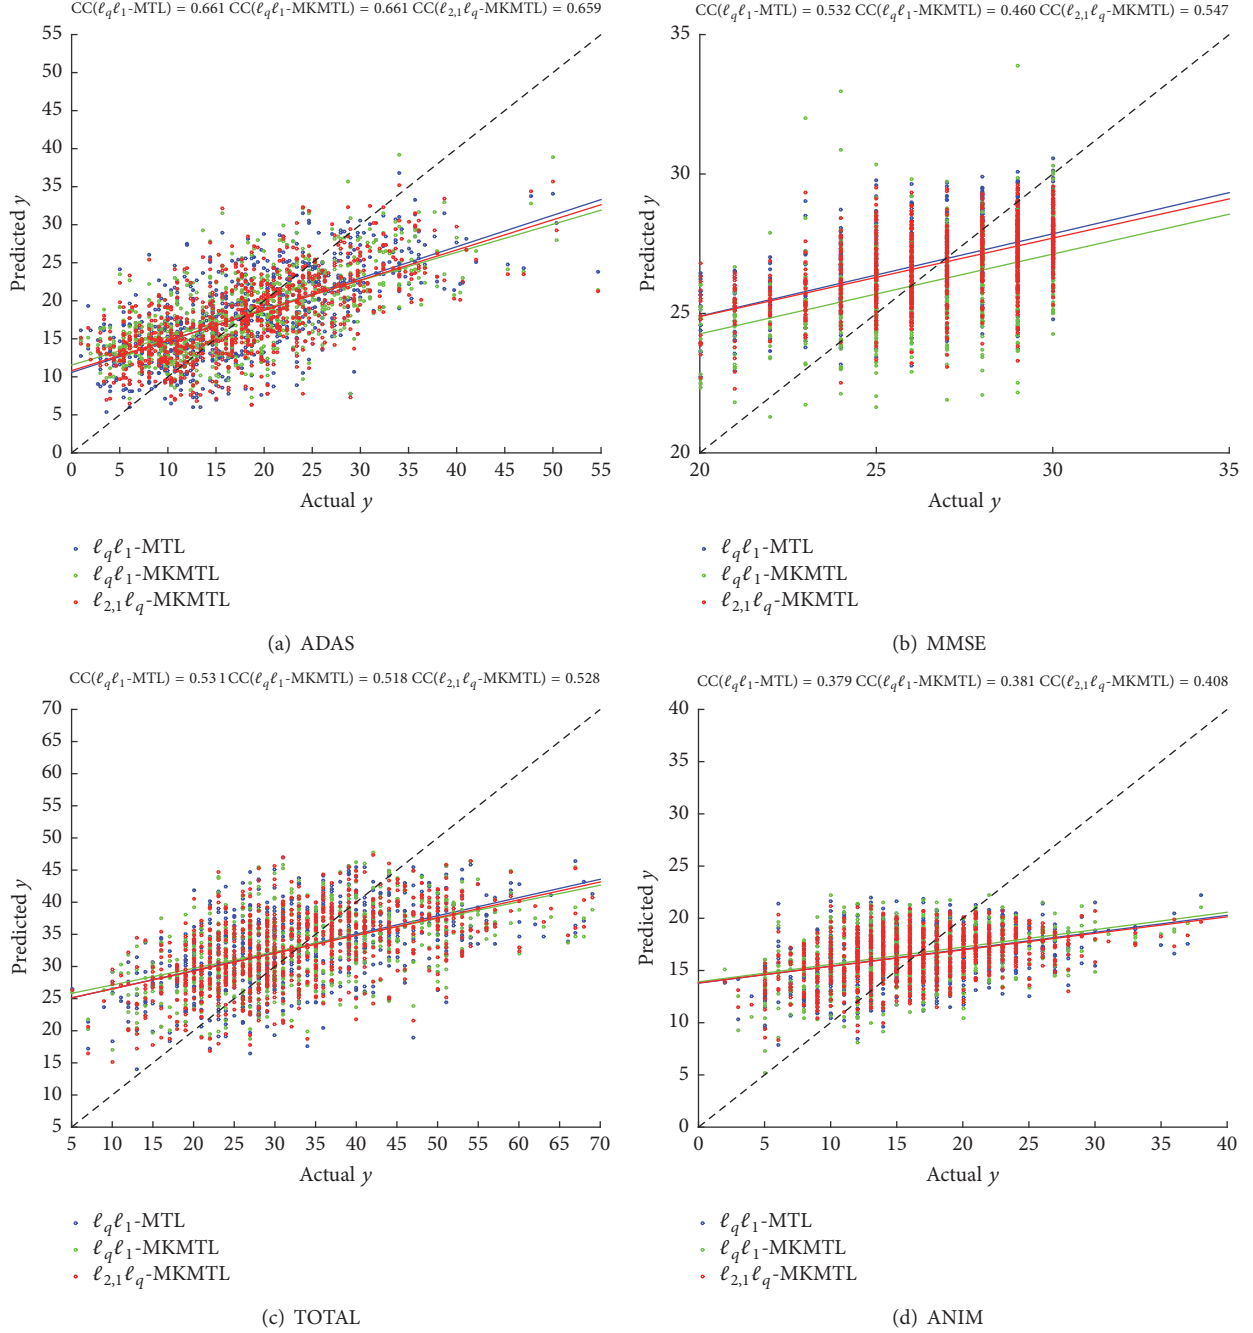 CC(ℓqℓ1-MTL) = 0.661 CC(ℓqℓ1-MKMTL) = 0.661 CC(ℓ2,1ℓq-MKMTL) = 0.659
55
50
45
40
35
30
25
20
15
10
5
0
Predicted y
0 5 10 15 20 25 30 35 40 45 50 55
Actual y
ℓqℓ1-MTL
ℓqℓ1-MKMTL
ℓ2,1ℓq-MKMTL
(a) ADAS
CC(ℓqℓ1-MTL) = 0.532 CC(ℓqℓ1-MKMTL) = 0.460 CC(ℓ2,1ℓq-MKMTL) = 0.547
35
30
25
20
Predicted y
20 25 30 35
Actual y
ℓqℓ1-MTL
ℓqℓ1-MKMTL
ℓ2,1ℓq-MKMTL
(b) MMSE
CC(ℓqℓ1-MTL) = 0.531 CC(ℓqℓ1-MKMTL) = 0.518 CC(ℓ2,1ℓq-MKMTL) = 0.528
70
65
60
55
50
45
40
35
30
25
20
15
10
5
Predicted y
5 10 15 20 25 30 35 40 45 50 55 60 65 70
Actual y
ℓqℓ1-MTL
ℓqℓ1-MKMTL
ℓ2,1ℓq-MKMTL
(c) TOTAL
CC(ℓqℓ1-MTL) = 0.379 CC(ℓqℓ1-MKMTL) = 0.381 CC(ℓ2,1ℓq-MKMTL) = 0.408
40
35
30
25
20
15
10
5
0
Predicted y
0 5 10 15 20 25 30 35 40
Actual y
ℓqℓ1-MTL
ℓqℓ1-MKMTL
ℓ2,1ℓq-MKMTL
(d) ANIM